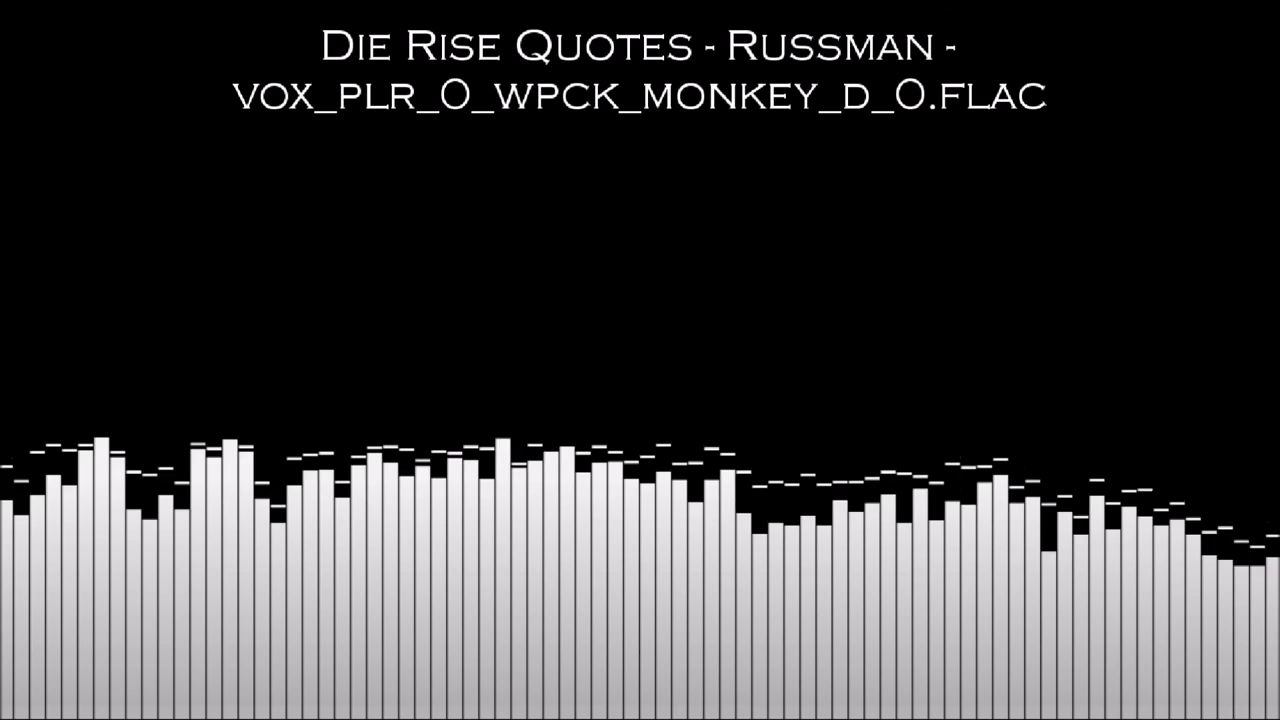 Die Rise Quotes - Russman -
vox_plr_0_wpck_monkey_d_0.flac